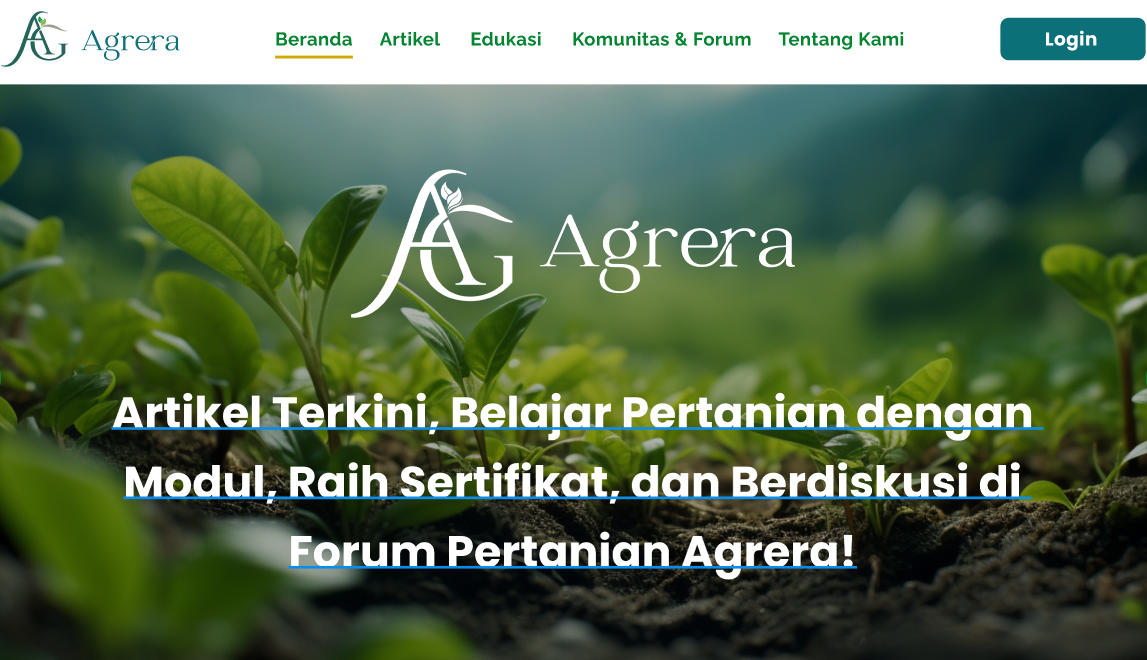 Agrera
Beranda Artikel Edukasi Komunitas & Forum Tentang Kami Login
AG Agrera
Artikel Terkini, Belajar Pertanian dengan
Modul, Raih Sertifikat, dan Berdiskusi di
Forum Pertanian Agrera!